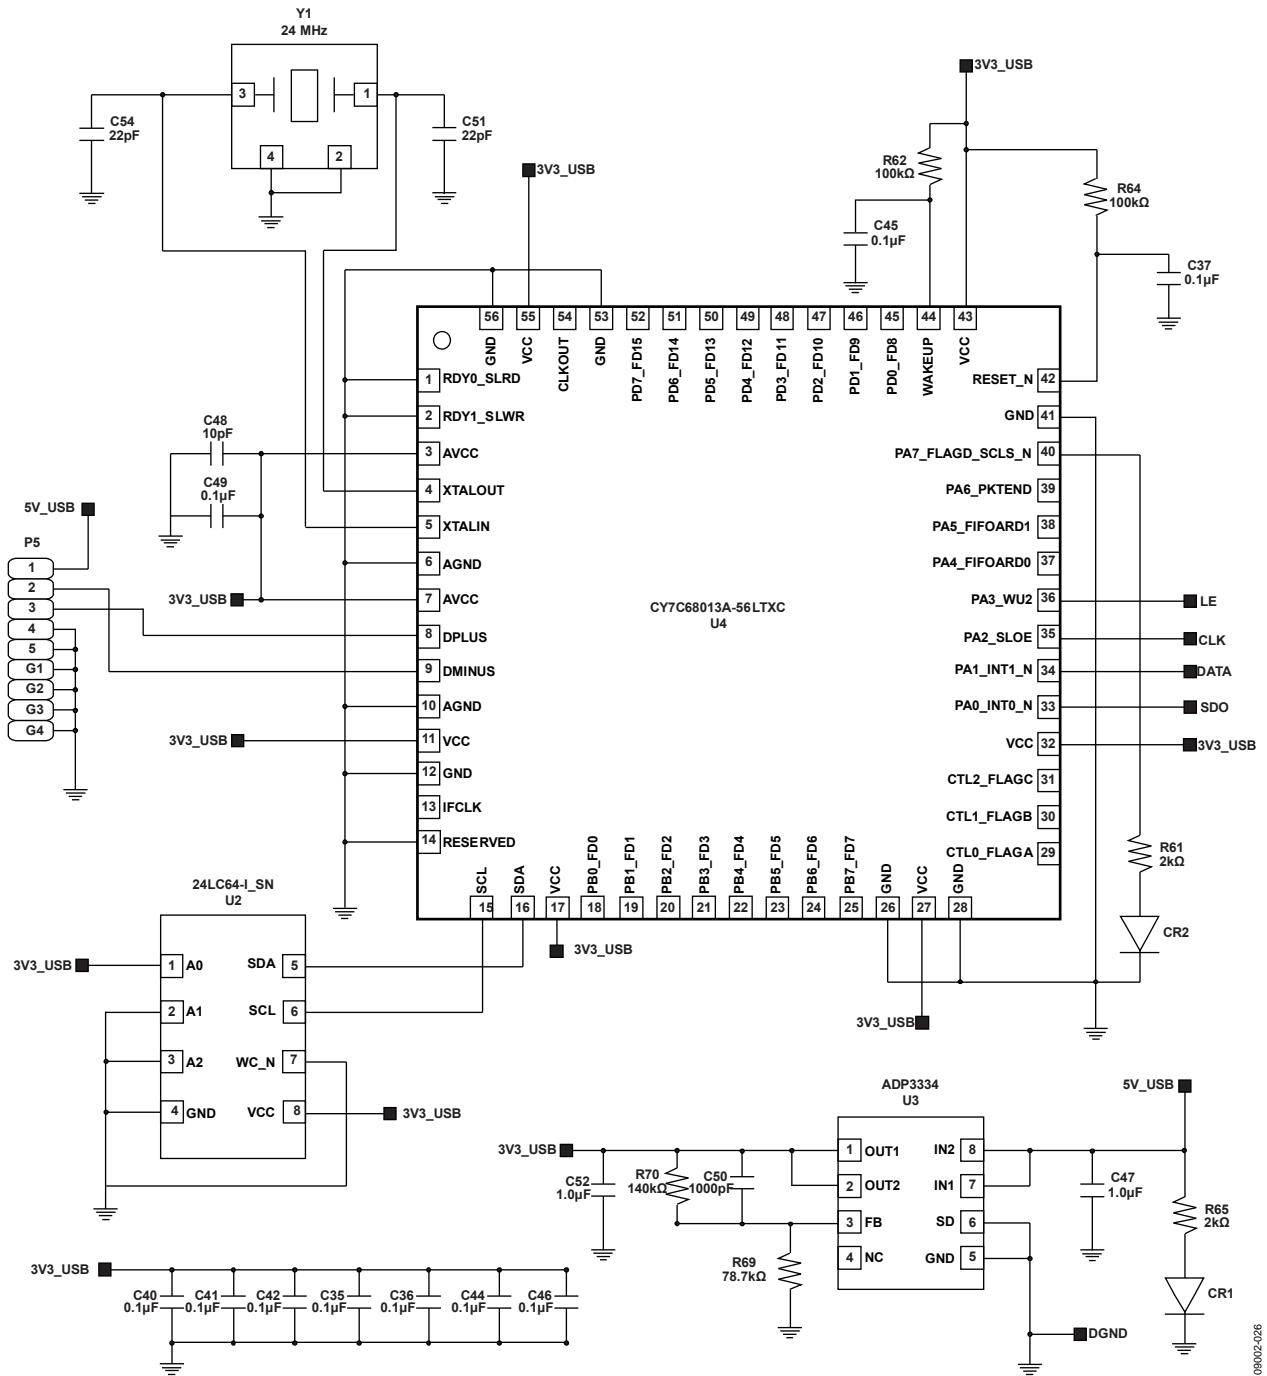 Y1
24 MHz
3
1
4
2
C54
22pF
C51
22pF
3V3_USB
3V3_USB
R62
100kΩ
R64
100kΩ
C45
0.1µF
C37
0.1µF
56
55
54
53
52
51
50
49
48
47
46
45
44
43
GND
VCC
CLKOUT
GND
PD7_FD15
PD6_FD14
PD5_FD13
PD4_FD12
PD3_FD11
PD2_FD10
PD1_FD9
PD0_FD8
WAKEUP
VCC
1 RDY0_SLRD
2 RDY1_SLWR
3 AVCC
4 XTALOUT
5 XTALIN
6 AGND
7 AVCC
8 DPLUS
9 DMINUS
10 AGND
11 VCC
12 GND
13 IFCLK
14 RESERVED
RESET_N 42
GND 41
PA7_FLAGD_SCLS_N 40
PA6_PKTEND 39
PA5_FIFOARD1 38
PA4_FIFOARD0 37
PA3_WU2 36
PA2_SLOE 35
PA1_INT1_N 34
PA0_INT0_N 33
VCC 32
CTL2_FLAGC 31
CTL1_FLAGB 30
CTL0_FLAGA 29
CY7C68013A-56LTXC
U4
C48
10pF
C49
0.1µF
5V_USB
P5
1
2
3
4
5
G1
G2
G3
G4
3V3_USB
3V3_USB
LE
CLK
DATA
SDO
3V3_USB
SCL
SDA
VCC
PB0_FD0
PB1_FD1
PB2_FD2
PB3_FD3
PB4_FD4
PB5_FD5
PB6_FD6
PB7_FD7
GND
VCC
GND
15
16
17
18
19
20
21
22
23
24
25
26
27
28
3V3_USB
3V3_USB
R61
2kΩ
CR2
24LC64-I_SN
U2
3V3_USB
1 A0
2 A1
3 A2
4 GND
SDA 5
SCL 6
WC_N 7
VCC 8
3V3_USB
ADP3334
U3
5V_USB
3V3_USB
1 OUT1
2 OUT2
3 FB
4 NC
IN2 8
IN1 7
SD 6
GND 5
C52
1.0µF
R70
140kΩ
C50
1000pF
R69
78.7kΩ
C47
1.0µF
R65
2kΩ
CR1
DGND
3V3_USB
C40
0.1µF
C41
0.1µF
C42
0.1µF
C35
0.1µF
C36
0.1µF
C44
0.1µF
C46
0.1µF
09002-026